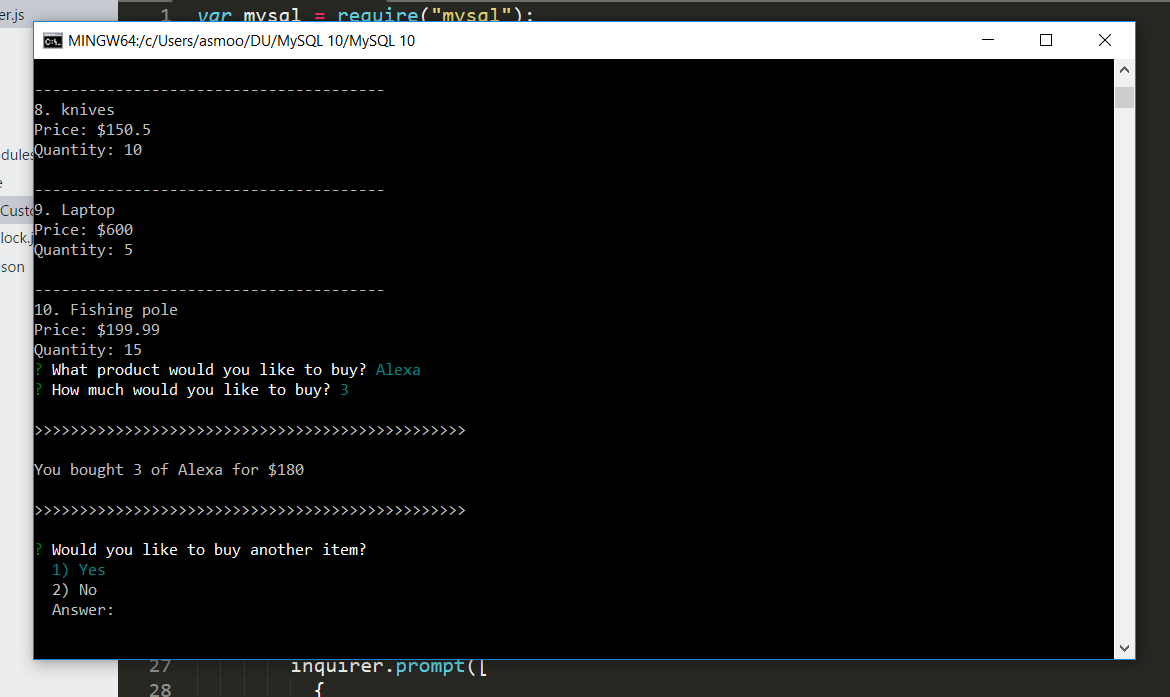 er.js
1 var mysql = require("mysql");
MINGW64:/c/Users/asmoo/DU/MySQL 10/MySQL 10
---------------------------------------
8. knives
Price: $150.5
dules
Quantity: 10
e
---------------------------------------
Custo
9. Laptop
Price: $600
lock.j
Quantity: 5
son
---------------------------------------
10. Fishing pole
Price: $199.99
Quantity: 15
? What product would you like to buy? Alexa
? How much would you like to buy? 3
>>>>>>>>>>>>>>>>>>>>>>>>>>>>>>>>>>>>>>>>>>>>>>>>
You bought 3 of Alexa for $180
>>>>>>>>>>>>>>>>>>>>>>>>>>>>>>>>>>>>>>>>>>>>>>>>
? Would you like to buy another item?
1) Yes
2) No
Answer:
27 inquirer.prompt([
28 {